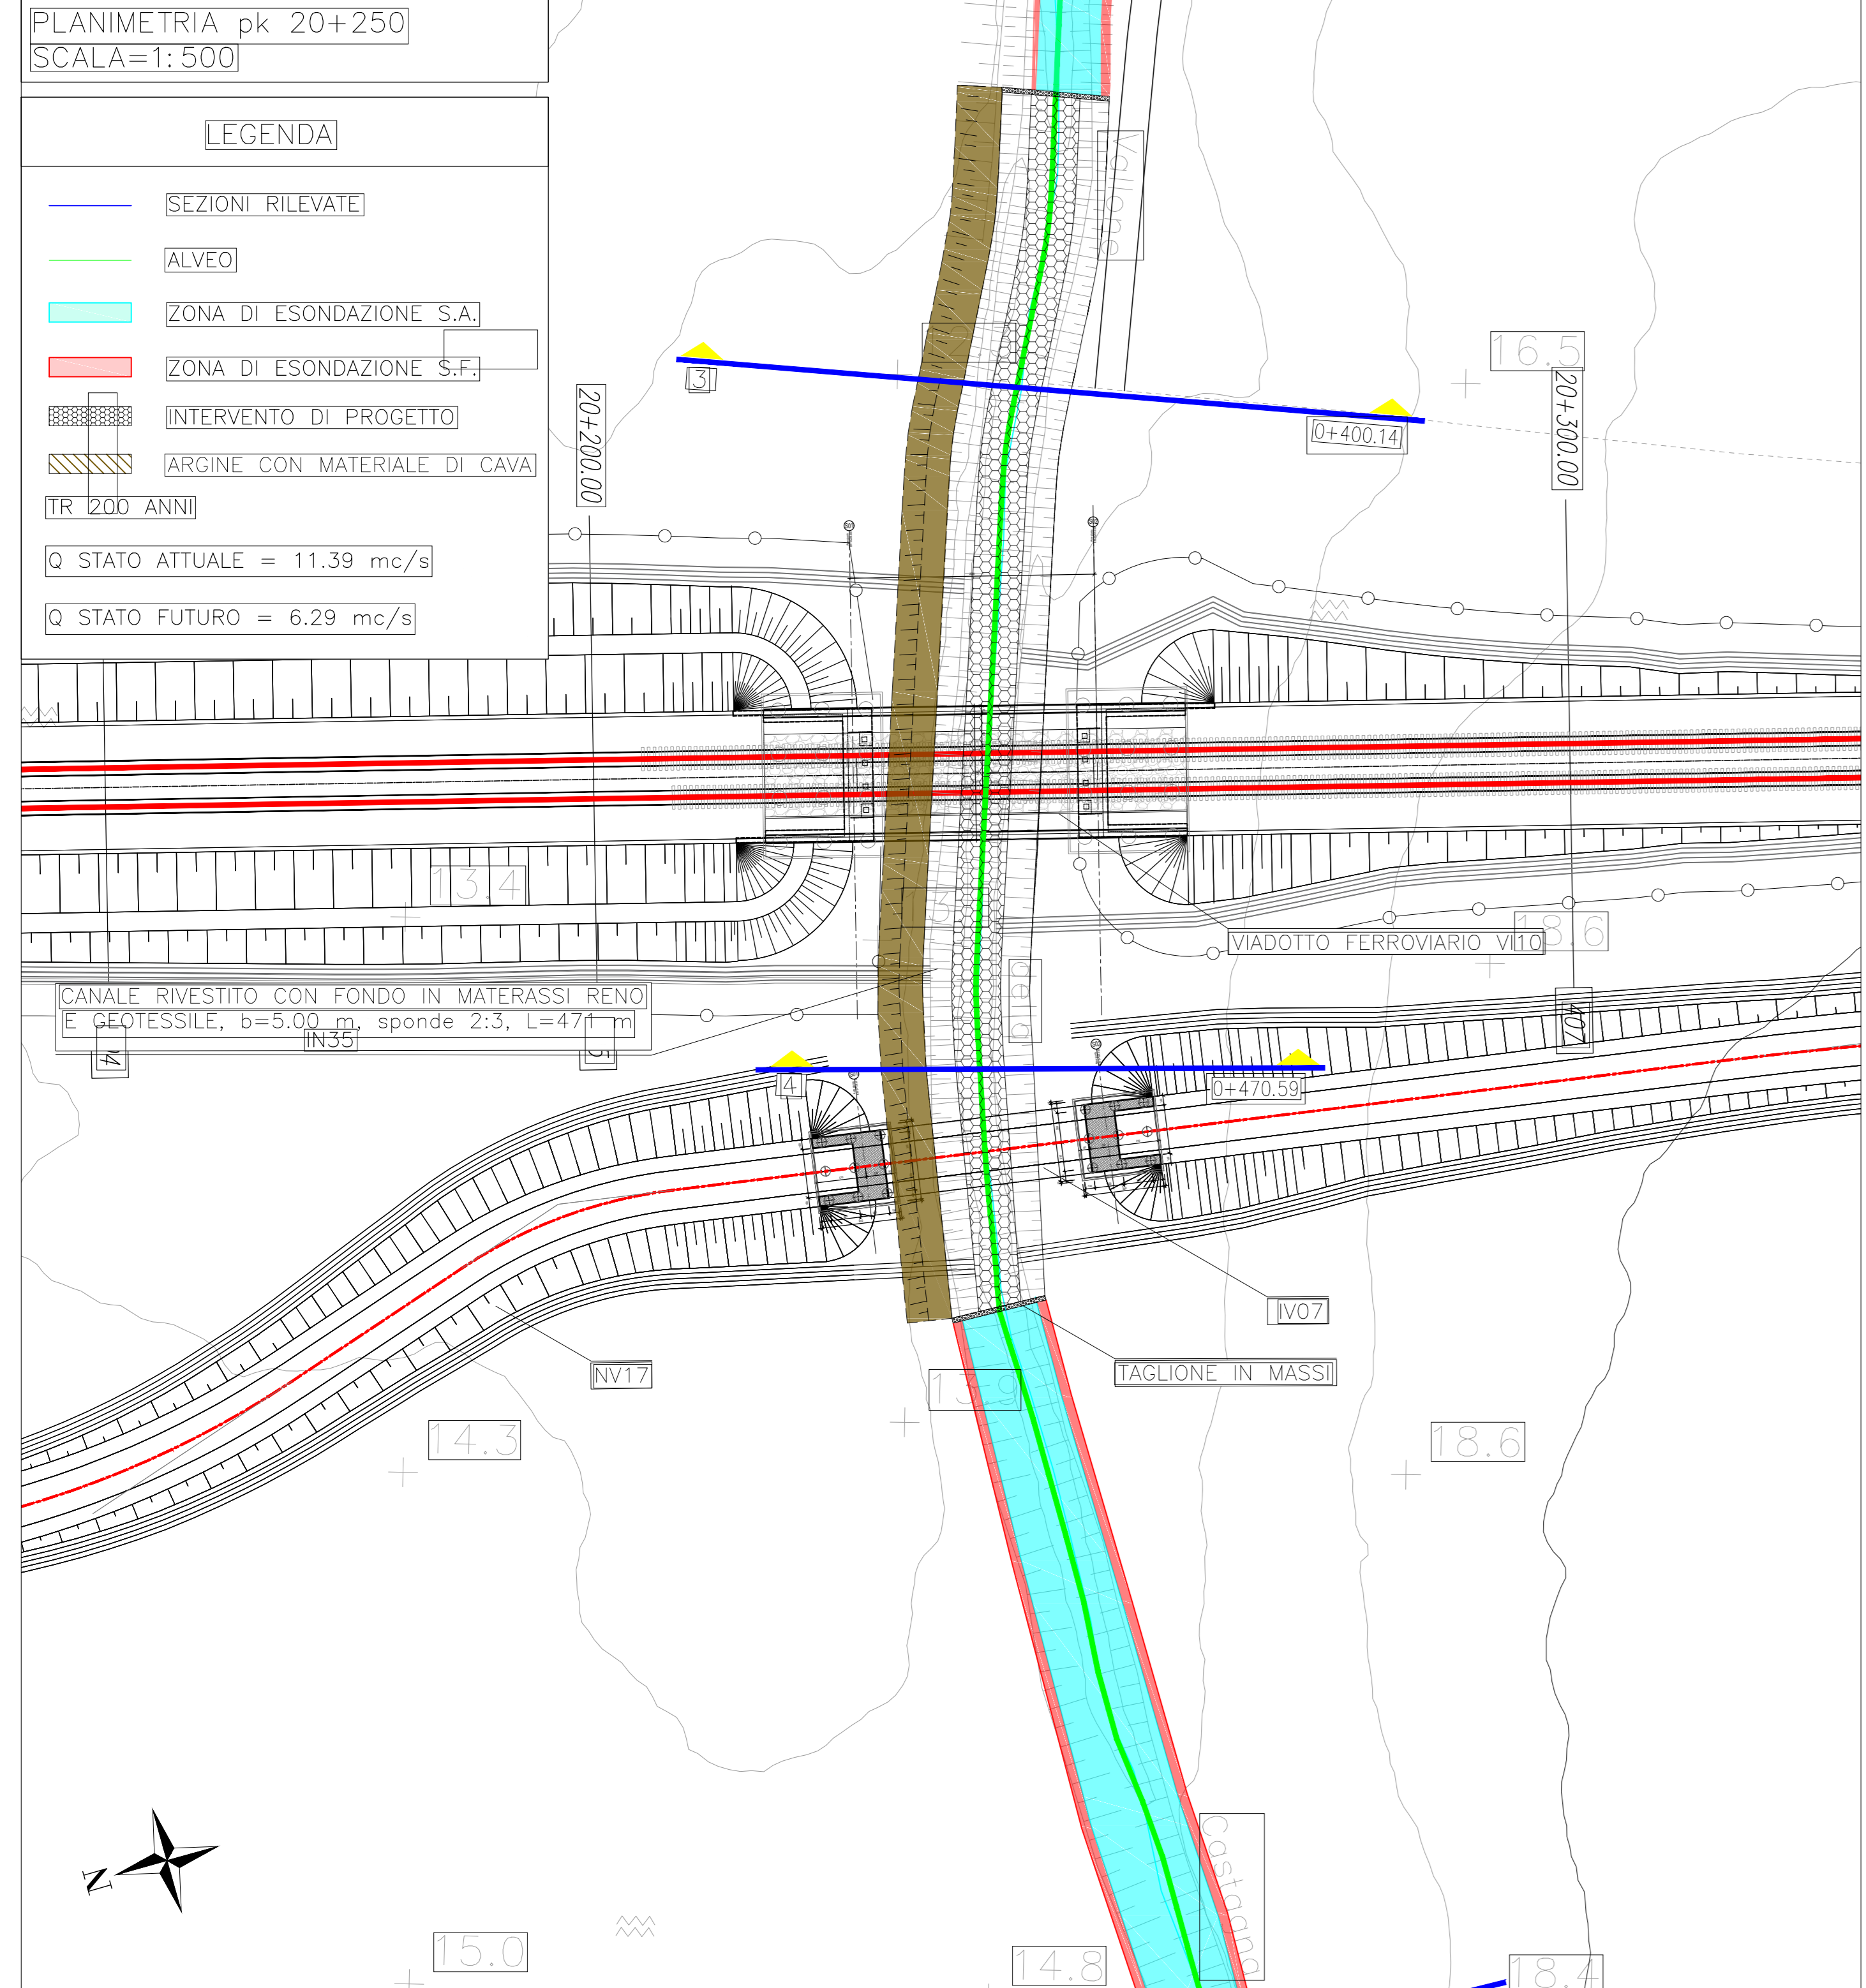 PLANIMETRIA pk 20+250
SCALA=1:500
LEGENDA
SEZIONI RILEVATE
ALVEO
ZONA DI ESONDAZIONE S.A.
ZONA DI ESONDAZIONE S.F.
INTERVENTO DI PROGETTO
ARGINE CON MATERIALE DI CAVA
TR 200 ANNI
Q STATO ATTUALE = 11.39 mc/s
Q STATO FUTURO = 6.29 mc/s
Vallone
3
0+400.14
16.5
20+200.00
20+300.00
13.4
18.6
VIADOTTO FERROVIARIO VI10
CANALE RIVESTITO CON FONDO IN MATERASSI RENO
E GEOTESSILE, b=5.00 m, sponde 2:3, L=471 m
IN35
407
4
0+470.59
IV07
TAGLIONE IN MASSI
NV17
13.9
14.3
18.6
Castagna
N
15.0
14.8
18.4